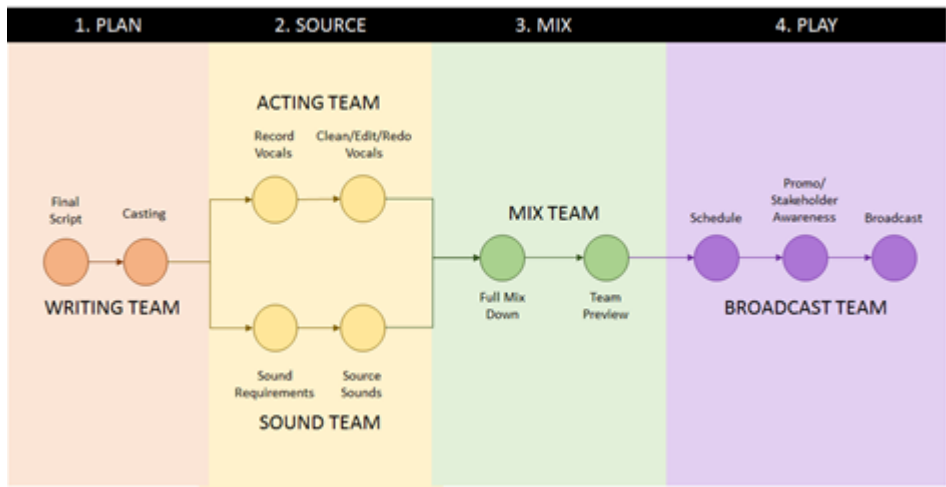 1. PLAN
2. SOURCE
3. MIX
4. PLAY
ACTING TEAM
Record
Vocals
Clean/Edit/Redo
Vocals
Final
Script
Casting
WRITING TEAM
Sound
Requirements
Source
Sounds
SOUND TEAM
MIX TEAM
Full Mix
Down
Team
Preview
Schedule
Promo/
Stakeholder
Awareness
Broadcast
BROADCAST TEAM